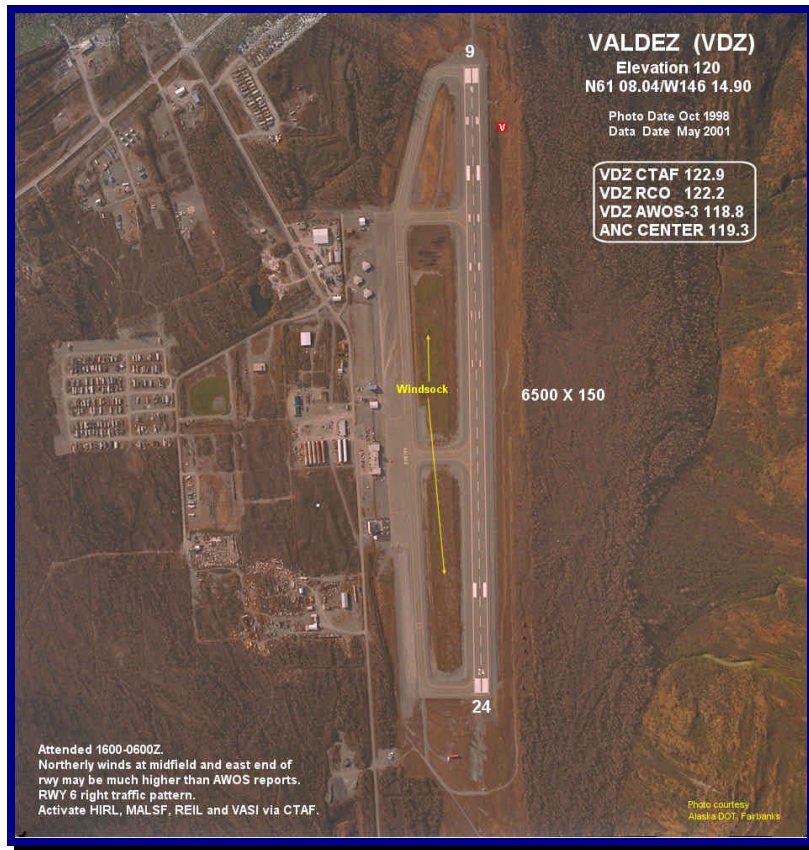 9
VALDEZ (VDZ)
Elevation 120
N61 08.04/W146 14.90
Photo Date Oct 1998
Data Date May 2001
V
VDZ CTAF 122.9
VDZ RCO 122.2
VDZ AWOS-3 118.8
ANC CENTER 119.3
Windsock
6500 X 150
24
Attended 1600-0600Z.
Northerly winds at midfield and east end of
rwy may be much higher than AWOS reports.
RWY 6 right traffic pattern.
Activate HIRL, MALSF, REIL and VASI via CTAF.
Photo courtesy
Alaska DOT, Fairbanks